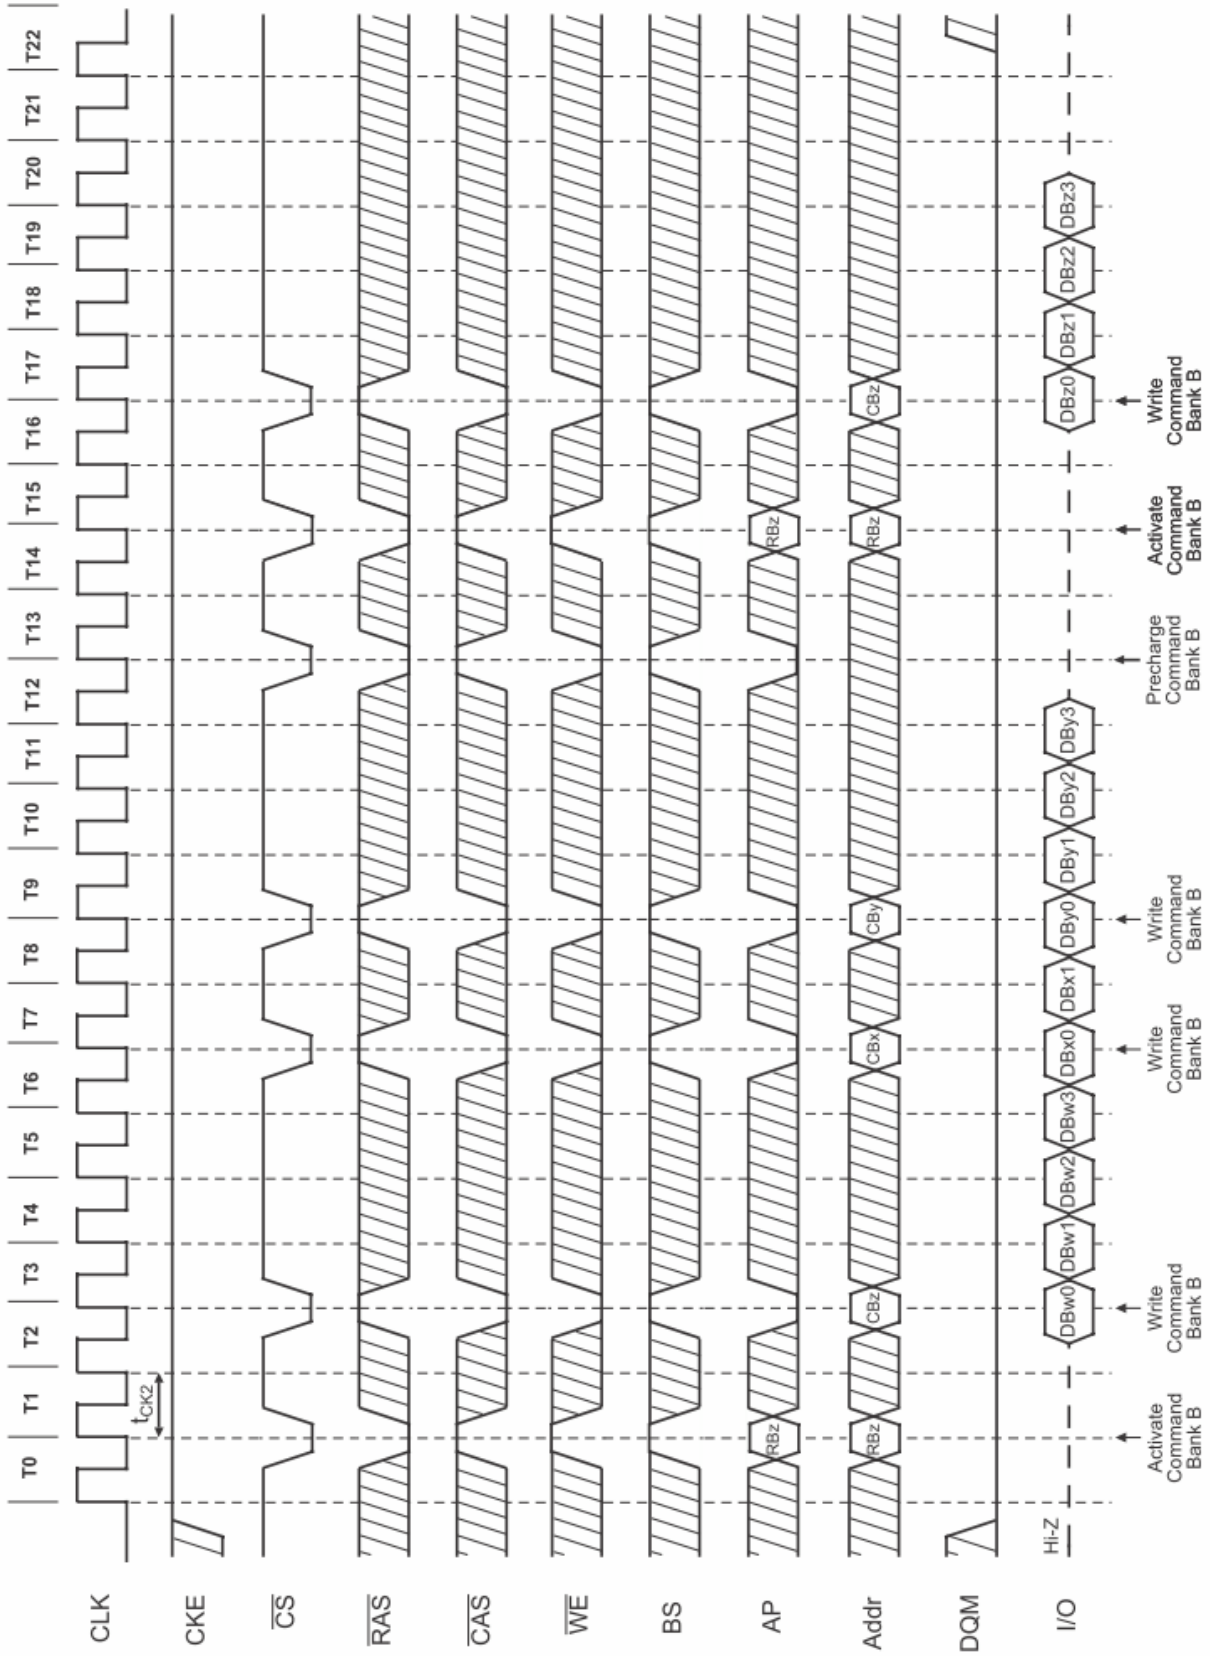 T0 T1 T2 T3 T4 T5 T6 T7 T8 T9 T10 T11 T12 T13 T14 T15 T16 T17 T18 T19 T20 T21 T22
CLK
tCK2
CKE
CS
RAS
CAS
WE
BS
AP RBz RBz
Addr RBz CBz CBx CBy RBz CBz
DQM
I/O Hi-Z DBw0 DBw1 DBw2 DBw3 DBx0 DBx1 DBy0 DBy1 DBy2 DBy3 DBz0 DBz1 DBz2 DBz3
Activate
Command
Bank B
Write
Command
Bank B
Write
Command
Bank B
Write
Command
Bank B
Precharge
Command
Bank B
Activate
Command
Bank B
Write
Command
Bank B